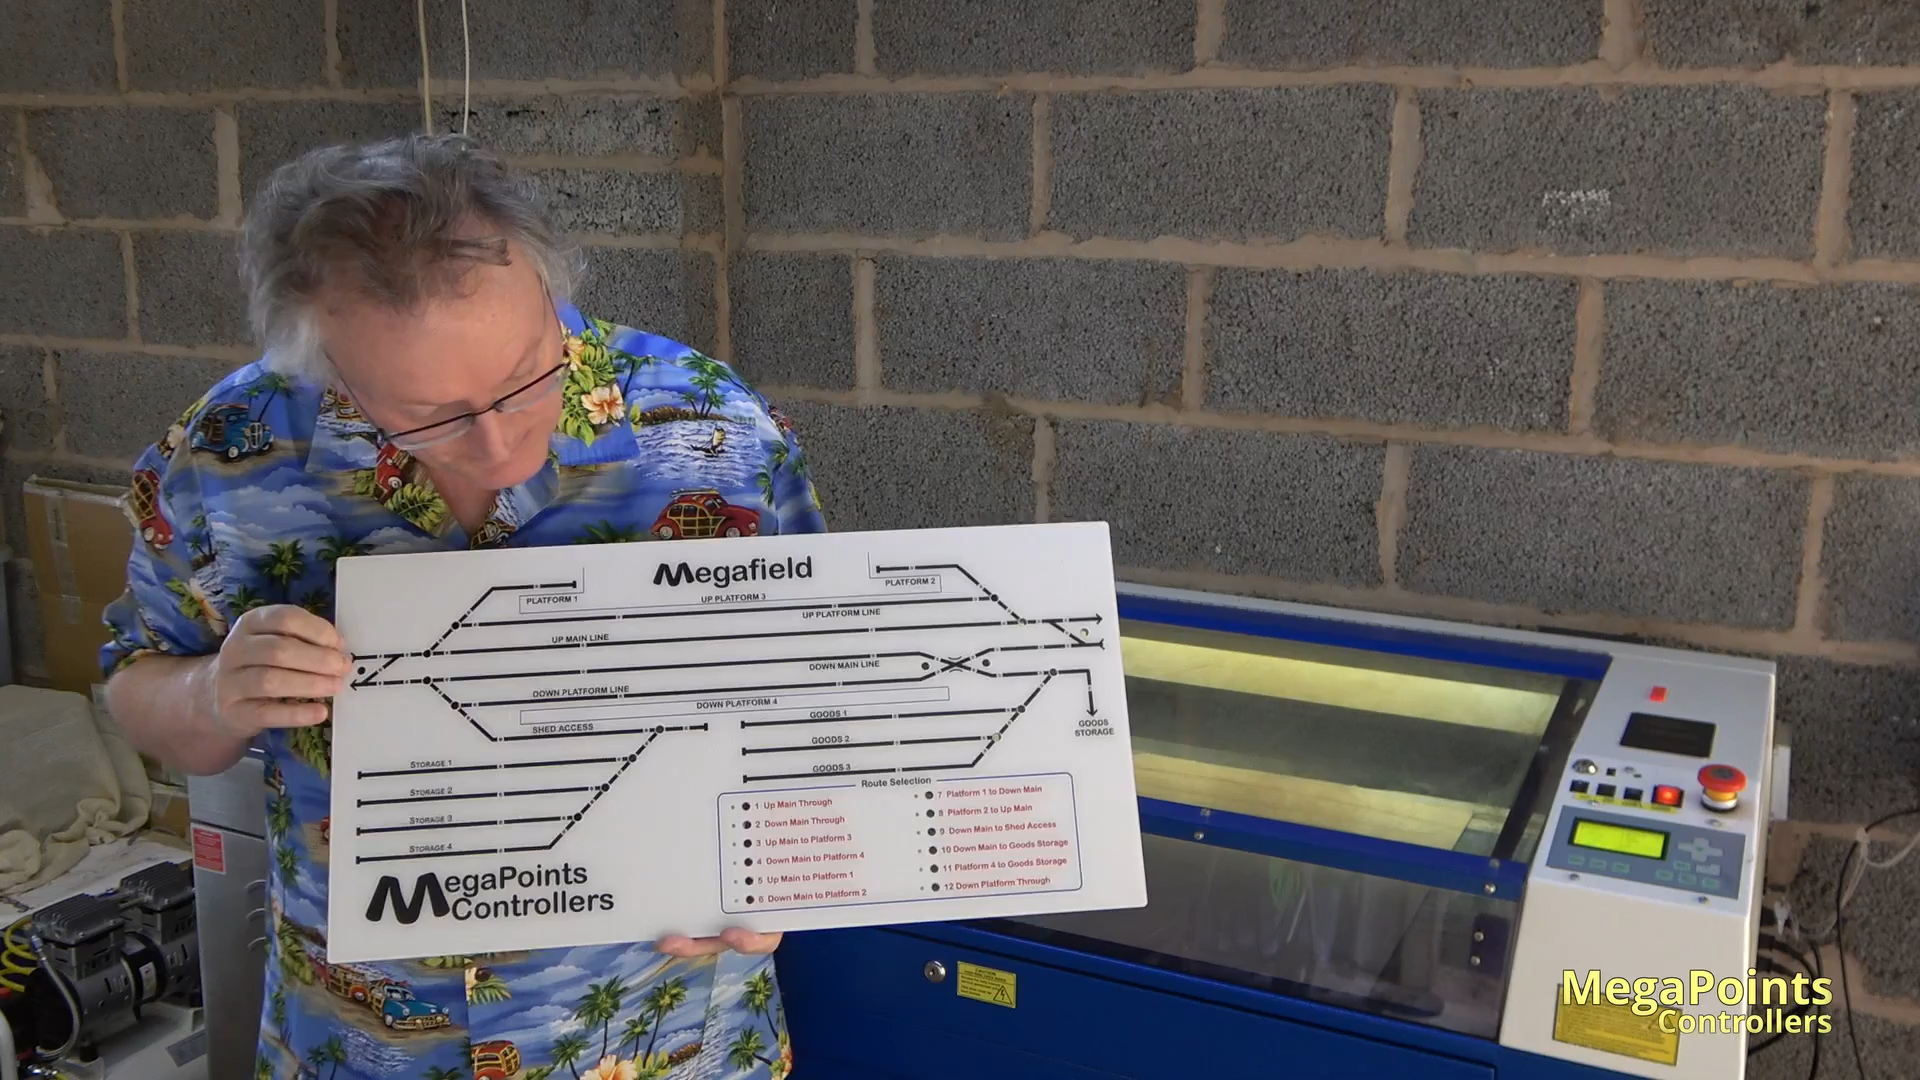 Megafield
PLATFORM 1
UP PLATFORM 3
PLATFORM 2
UP PLATFORM LINE
UP MAIN LINE
DOWN MAIN LINE
DOWN PLATFORM LINE
DOWN PLATFORM 4
SHED ACCESS
GOODS 1
GOODS 2
GOODS 3
GOODS
STORAGE
STORAGE 1
STORAGE 2
STORAGE 3
STORAGE 4
Route Selection
1 Up Main Through
2 Down Main Through
3 Up Main to Platform 3
4 Down Main to Platform 4
5 Up Main to Platform 1
6 Down Main to Platform 2
7 Platform 1 to Down Main
8 Platform 2 to Up Main
9 Down Main to Shed Access
10 Down Main to Goods Storage
11 Platform 4 to Goods Storage
12 Down Platform Through
MegaPoints
Controllers
MegaPoints
Controllers